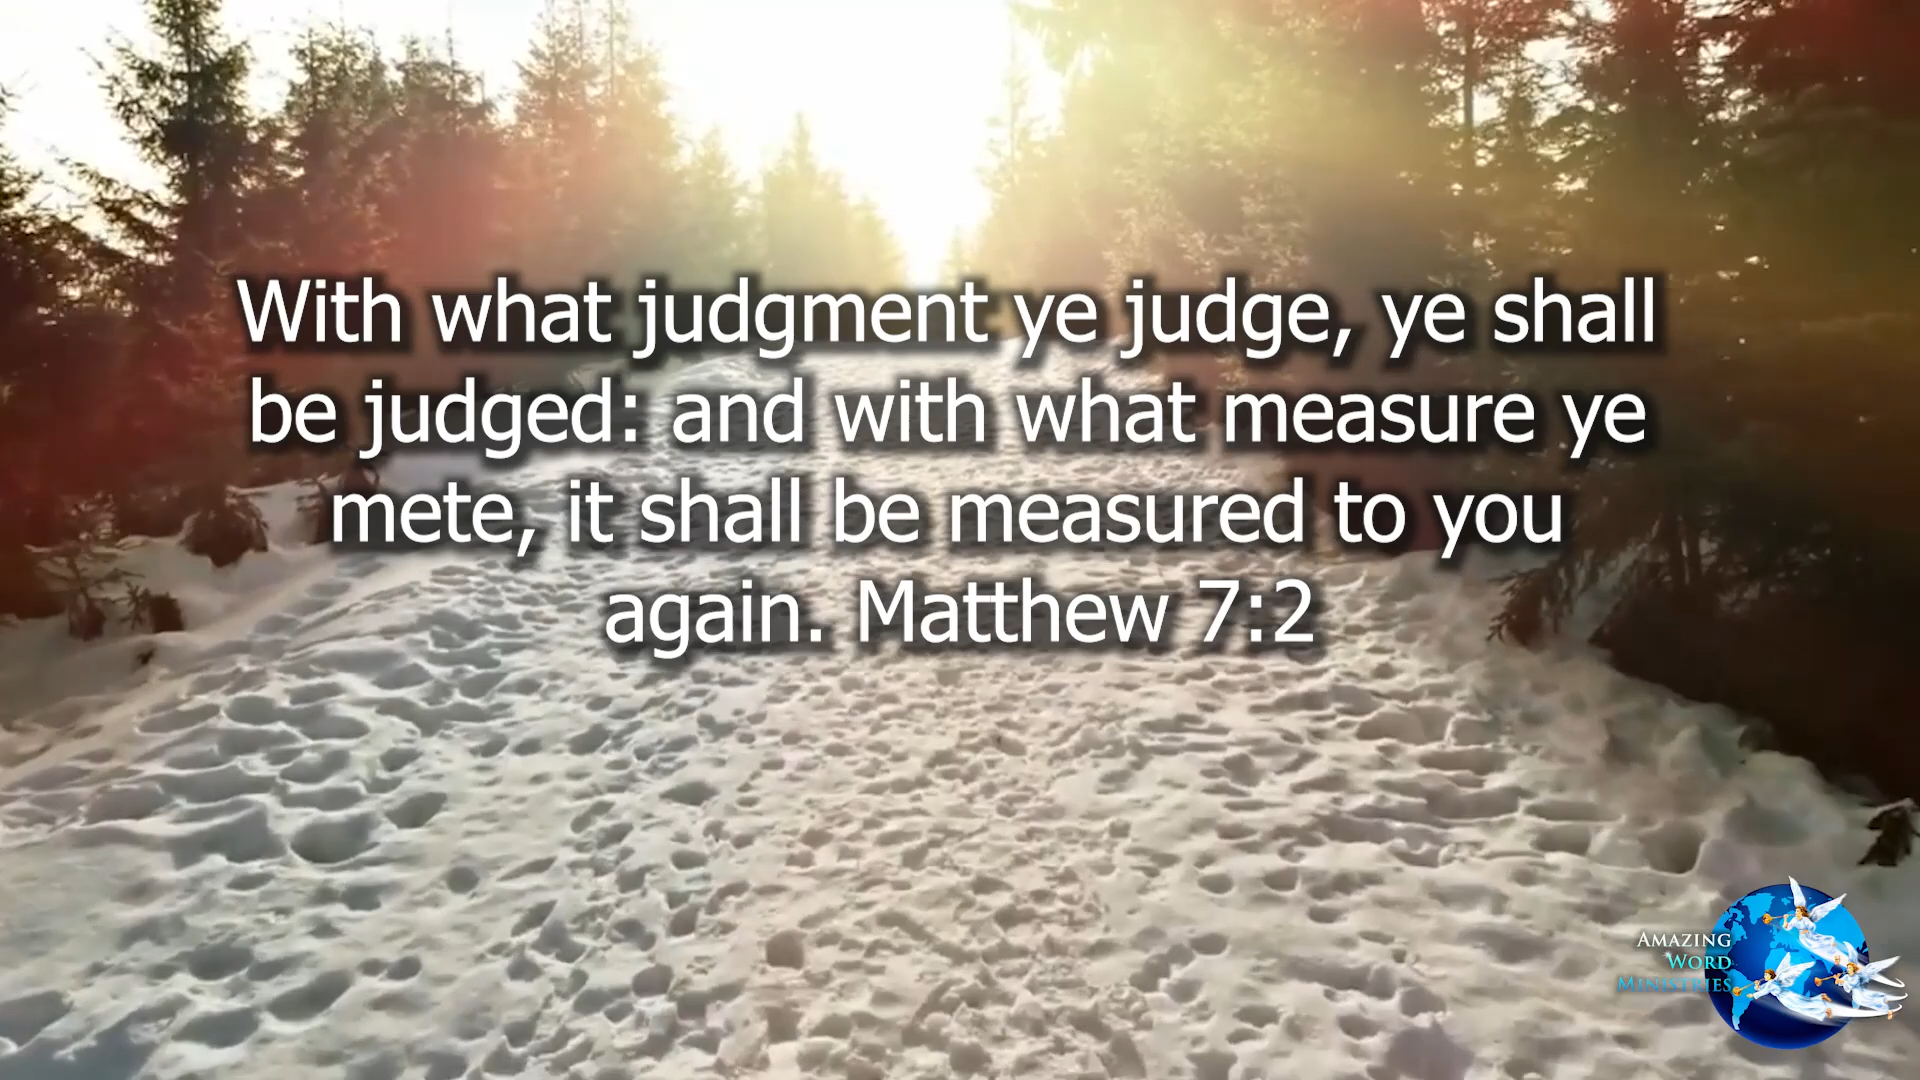 With what judgment ye judge, ye shall
be judged: and with what measure ye
mete, it shall be measured to you
again. Matthew 7:2
AMAZING
WORD
MINISTRIES